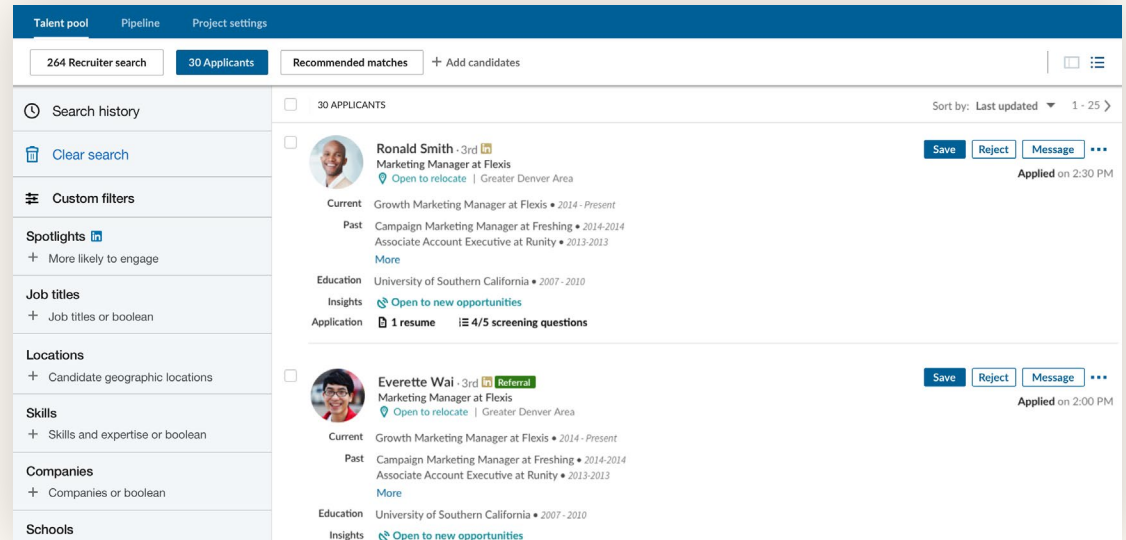 Talent pool Pipeline Project settings
264 Recruiter search 30 Applicants Recommended matches + Add candidates
Search history
Clear search
Custom filters
Spotlights in
+ More likely to engage
Job titles
+ Job titles or boolean
Locations
+ Candidate geographic locations
Skills
+ Skills and expertise or boolean
Companies
+ Companies or boolean
Schools
30 APPLICANTS Sort by: Last updated 1 - 25
Ronald Smith · 3rd in Save Reject Message
Marketing Manager at Flexis
Open to relocate | Greater Denver Area Applied on 2:30 PM
Current Growth Marketing Manager at Flexis • 2014 - Present
Past Campaign Marketing Manager at Freshing • 2014-2014
Associate Account Executive at Runity • 2013-2013
More
Education University of Southern California • 2007 - 2010
Insights Open to new opportunities
Application 1 resume 4/5 screening questions
Everette Wai · 3rd in Referral Save Reject Message
Marketing Manager at Flexis
Open to relocate | Greater Denver Area Applied on 2:00 PM
Current Growth Marketing Manager at Flexis • 2014 - Present
Past Campaign Marketing Manager at Freshing • 2014-2014
Associate Account Executive at Runity • 2013-2013
More
Education University of Southern California • 2007 - 2010
Insights Open to new opportunities